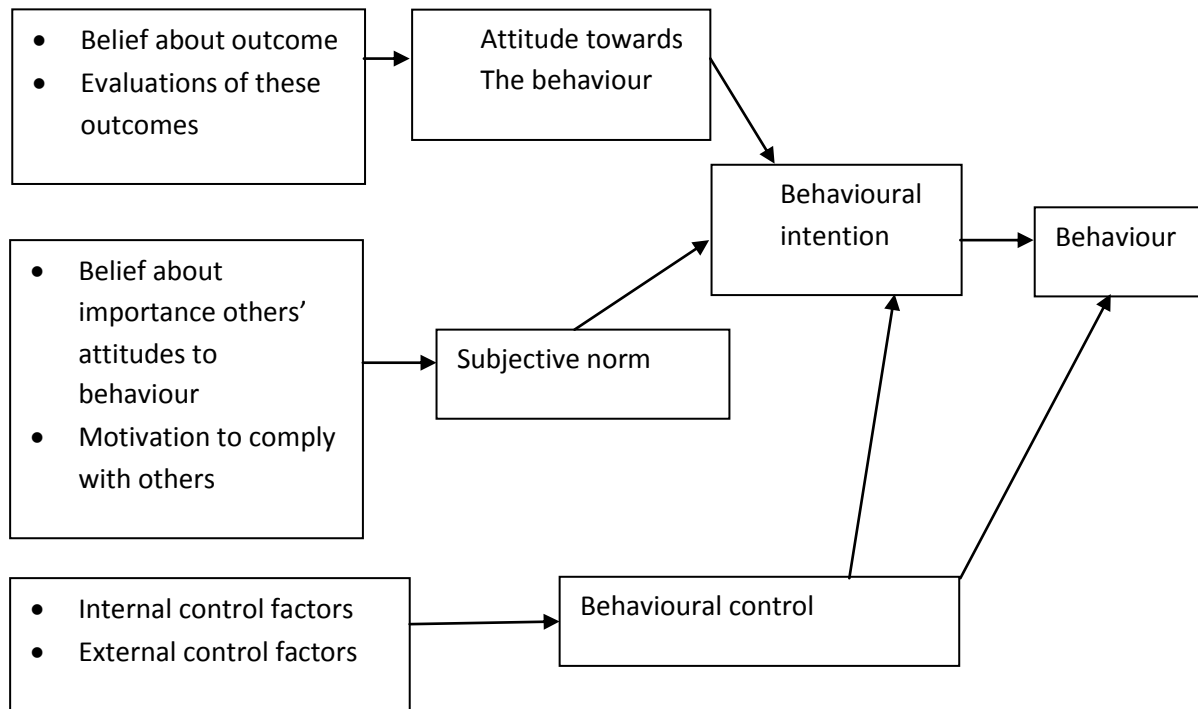 • Belief about outcome
• Evaluations of these
outcomes
Attitude towards
The behaviour
Behavioural
intention
Behaviour
• Belief about
importance others’
attitudes to
behaviour
• Motivation to comply
with others
Subjective norm
• Internal control factors
• External control factors
Behavioural control